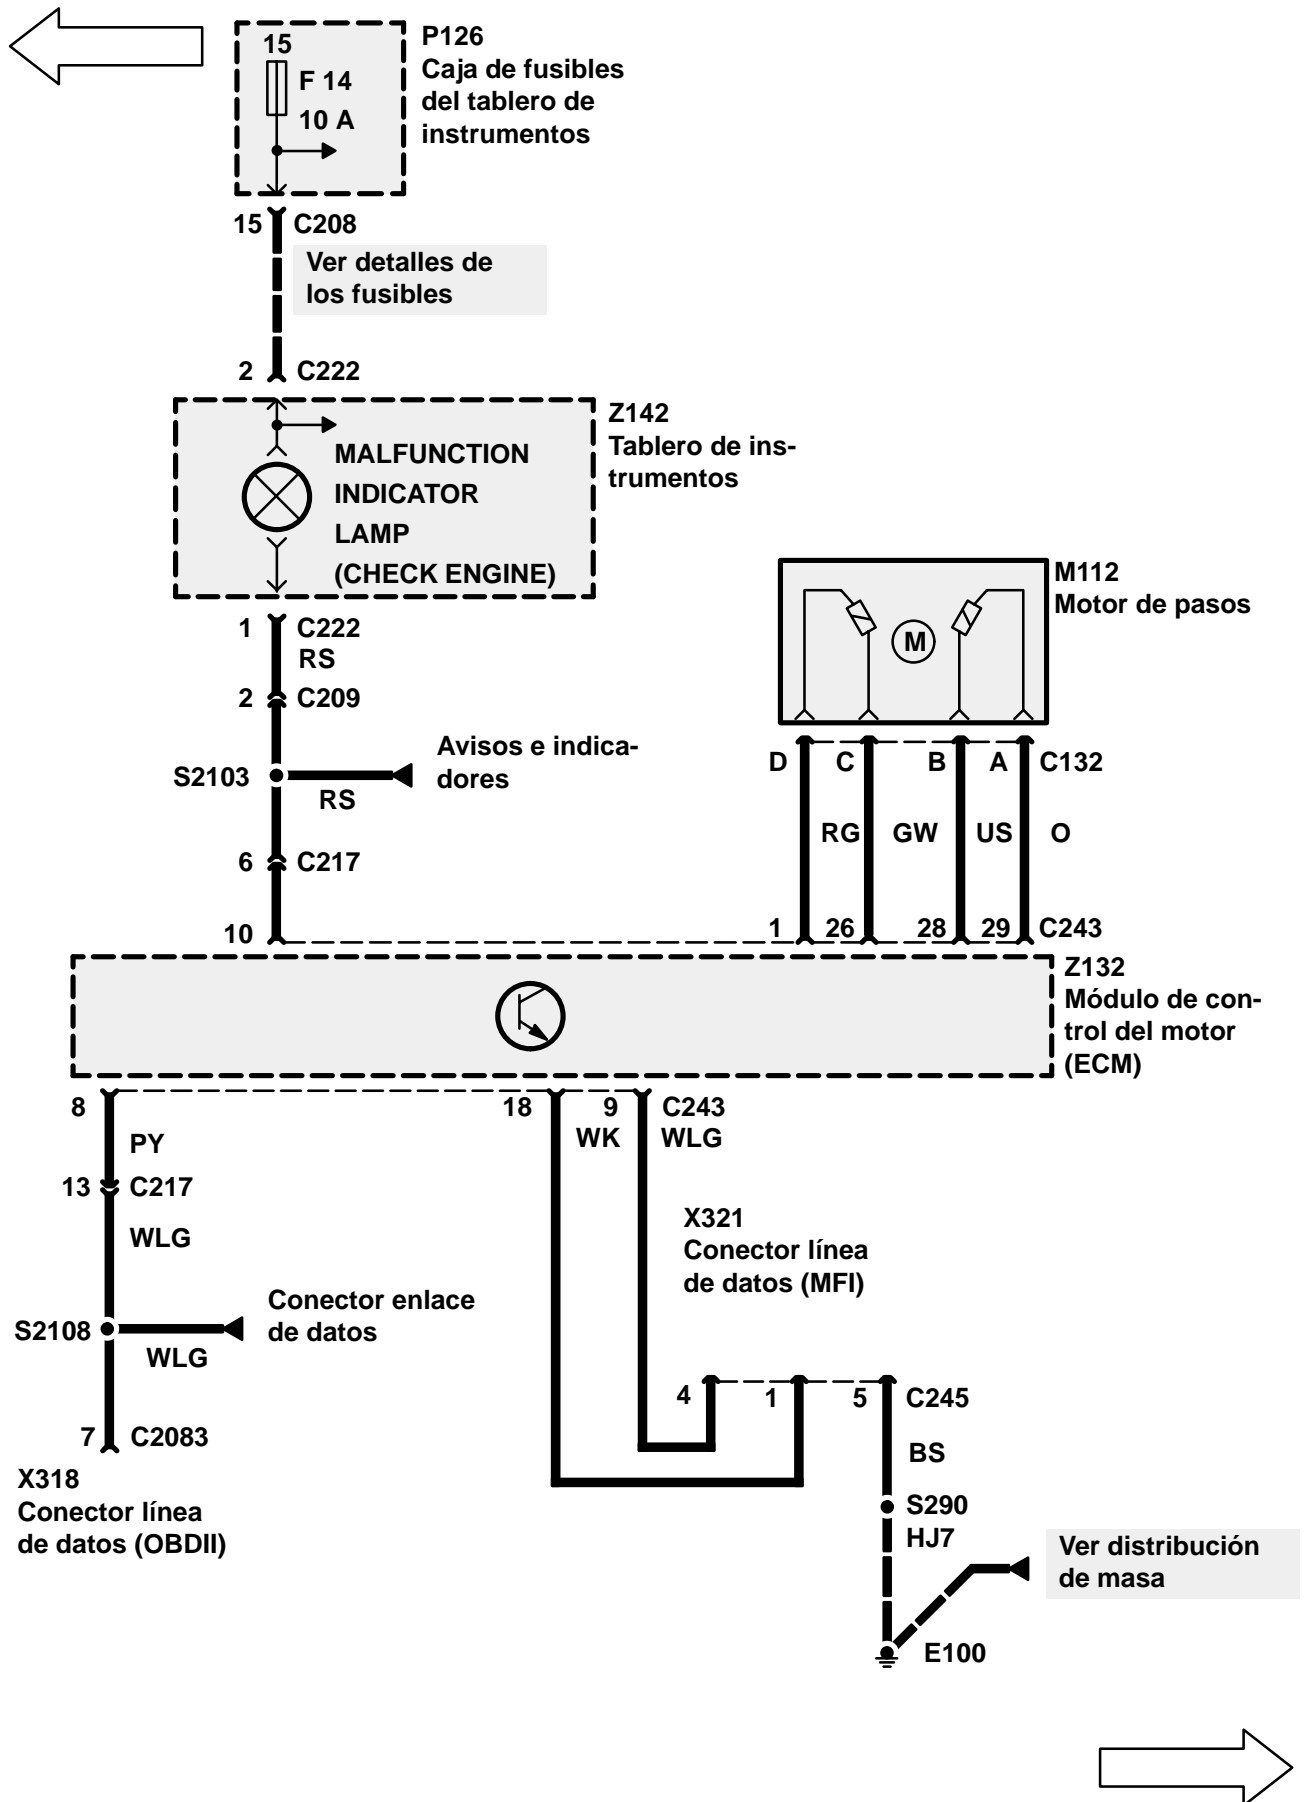 15
F 14
10 A
P126
Caja de fusibles
del tablero de
instrumentos
15 C208
Ver detalles de
los fusibles
2 C222
Z142
Tablero de ins-
trumentos
MALFUNCTION
INDICATOR
LAMP
(CHECK ENGINE)
M112
Motor de pasos
M
1 C222
RS
2 C209
Avisos e indica-
dores
S2103
RS
D C B A C132
RG GW US O
6 C217
10 1 26 28 29 C243
Z132
Módulo de con-
trol del motor
(ECM)
8 18 9 C243
PY WK WLG
13 C217
WLG
X321
Conector línea
de datos (MFI)
Conector enlace
de datos
S2108
WLG
4 1 5 C245
7 C2083
BS
X318
Conector línea
de datos (OBDII)
S290
HJ7
Ver distribución
de masa
E100